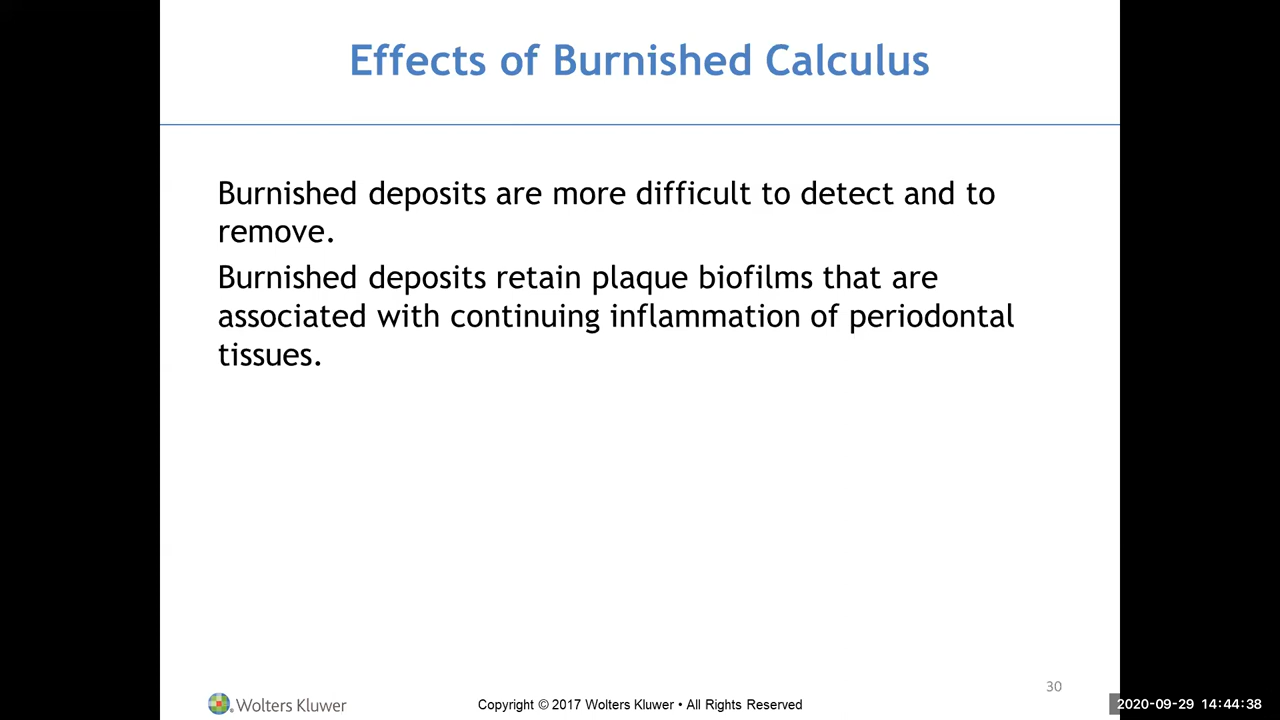 Effects of Burnished Calculus
Burnished deposits are more difficult to detect and to
remove.
Burnished deposits retain plaque biofilms that are
associated with continuing inflammation of periodontal
tissues.
30
Wolters Kluwer
Copyright © 2017 Wolters Kluwer • All Rights Reserved
2020-09-29 14:44:38